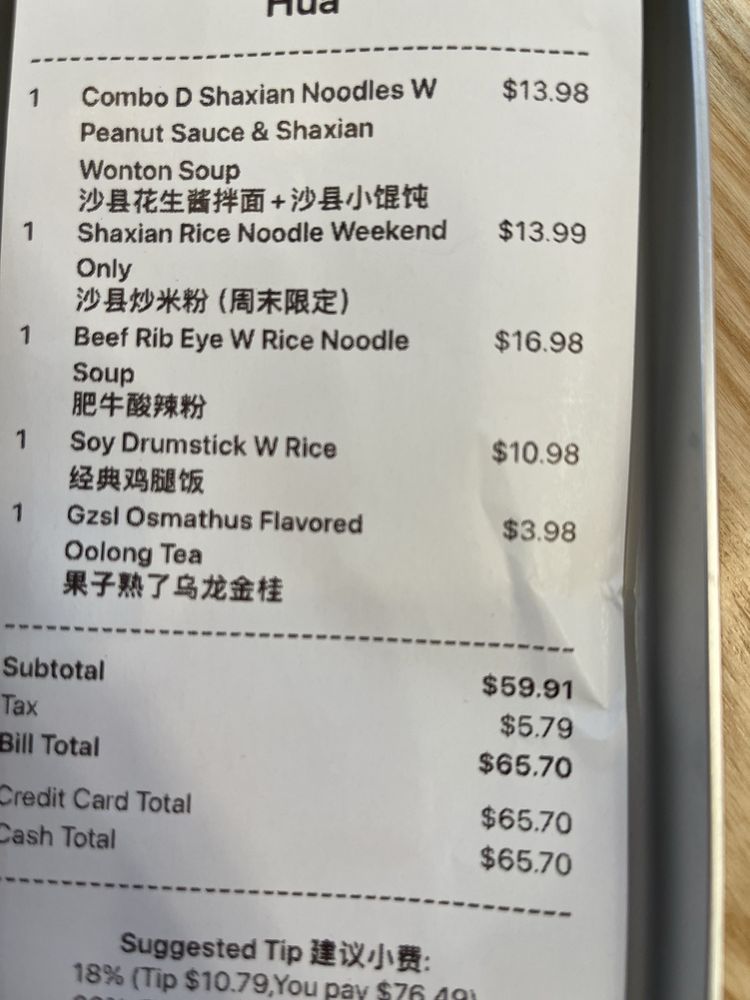 Hua
1 Combo D Shaxian Noodles W $13.98
Peanut Sauce & Shaxian
Wonton Soup
沙县花生酱拌面+沙县小馄饨
1 Shaxian Rice Noodle Weekend $13.99
Only
沙县炒米粉 (周末限定)
1 Beef Rib Eye W Rice Noodle $16.98
Soup
肥牛酸辣粉
1 Soy Drumstick W Rice $10.98
经典鸡腿饭
1 Gzsl Osmathus Flavored $3.98
Oolong Tea
果子熟了乌龙金桂
Subtotal $59.91
Tax $5.79
Bill Total $65.70
Credit Card Total $65.70
Cash Total $65.70
Suggested Tip 建议小费:
18% (Tip $10.79,You pay $76.49)